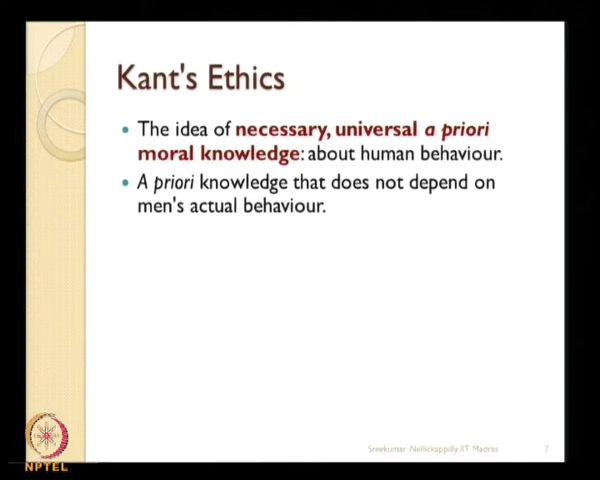 Kant's Ethics
The idea of necessary, universal a priori
moral knowledge: about human behaviour.
A priori knowledge that does not depend on
men's actual behaviour.
Sreekumar Nellickappilly IIT Madras
7
NPTEL